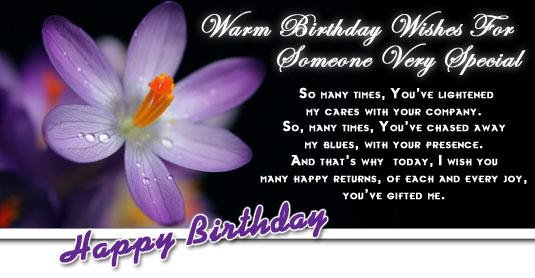 Warm Birthday Wishes For
Someone Very Special
So many times, You've lightened
my cares with your company.
So, many times, You've chased away
my blues, with your presence.
And that's why today, I wish you
many happy returns, of each and every joy,
you've gifted me.
Happy Birthday